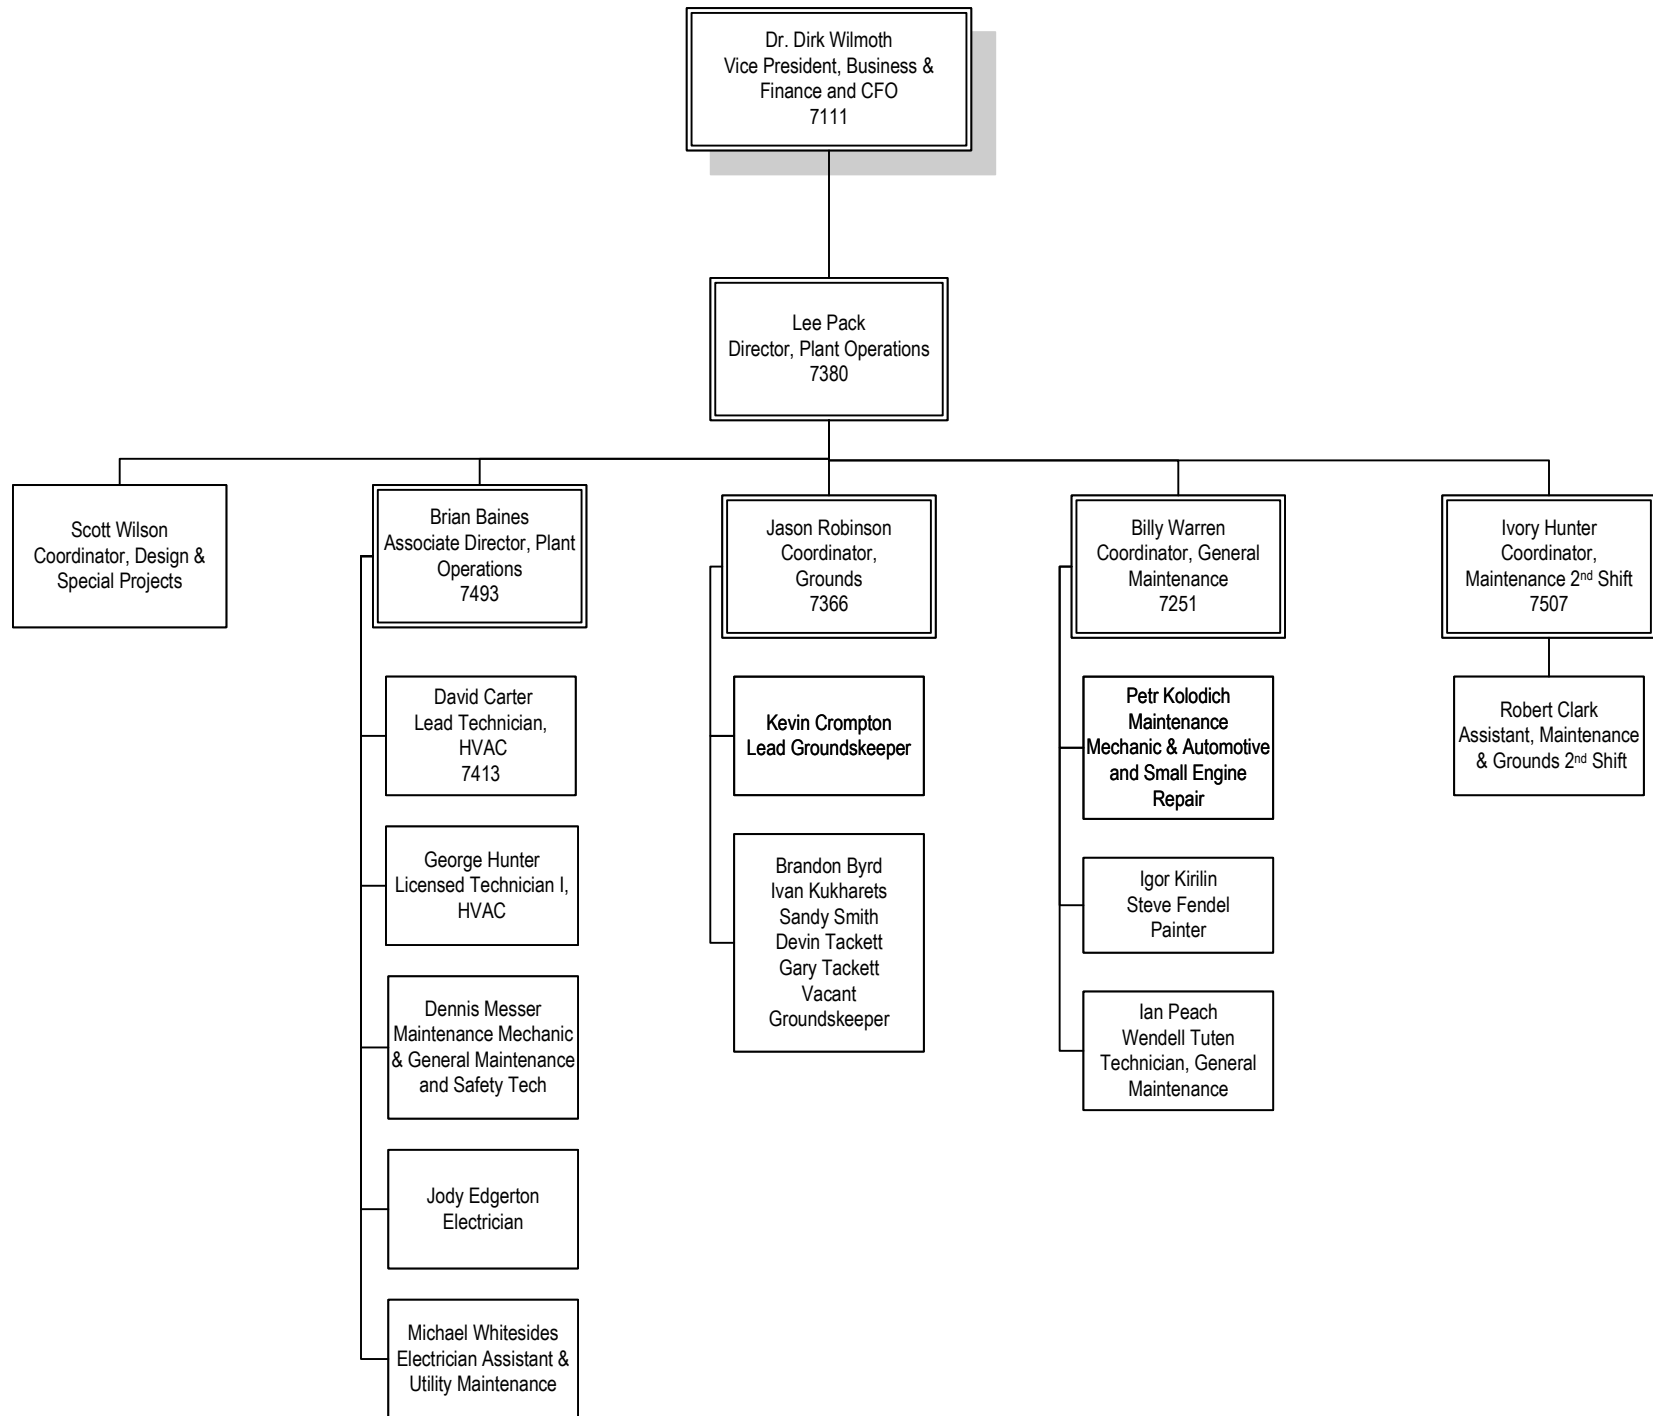 Dr. Dirk Wilmoth
Vice President, Business &
Finance and CFO
7111
Lee Pack
Director, Plant Operations
7380
Scott Wilson
Coordinator, Design &
Special Projects
Brian Baines
Associate Director, Plant
Operations
7493
David Carter
Lead Technician,
HVAC
7413
George Hunter
Licensed Technician I,
HVAC
Dennis Messer
Maintenance Mechanic
& General Maintenance
and Safety Tech
Jody Edgerton
Electrician
Michael Whitesides
Electrician Assistant &
Utility Maintenance
Jason Robinson
Coordinator,
Grounds
7366
Kevin Crompton
Lead Groundskeeper
Brandon Byrd
Ivan Kukharets
Sandy Smith
Devin Tackett
Gary Tackett
Vacant
Groundskeeper
Billy Warren
Coordinator, General
Maintenance
7251
Petr Kolodich
Maintenance
Mechanic & Automotive
and Small Engine
Repair
Igor Kirilin
Steve Fendel
Painter
Ian Peach
Wendell Tuten
Technician, General
Maintenance
Ivory Hunter
Coordinator,
Maintenance 2nd Shift
7507
Robert Clark
Assistant, Maintenance
& Grounds 2nd Shift